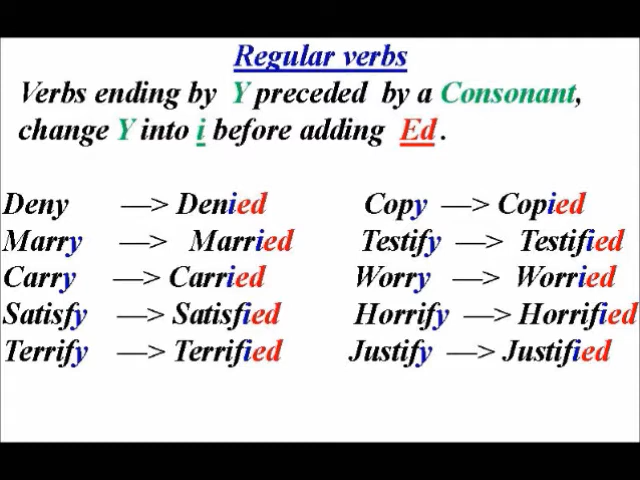 Regular verbs
Verbs ending by Y preceded by a Consonant,
change Y into i before adding Ed .
Deny —> Denied Copy —> Copied
Marry —> Married Testify —> Testified
Carry —> Carried Worry —> Worried
Satisfy —> Satisfied Horrify —> Horrified
Terrify —> Terrified Justify —> Justified